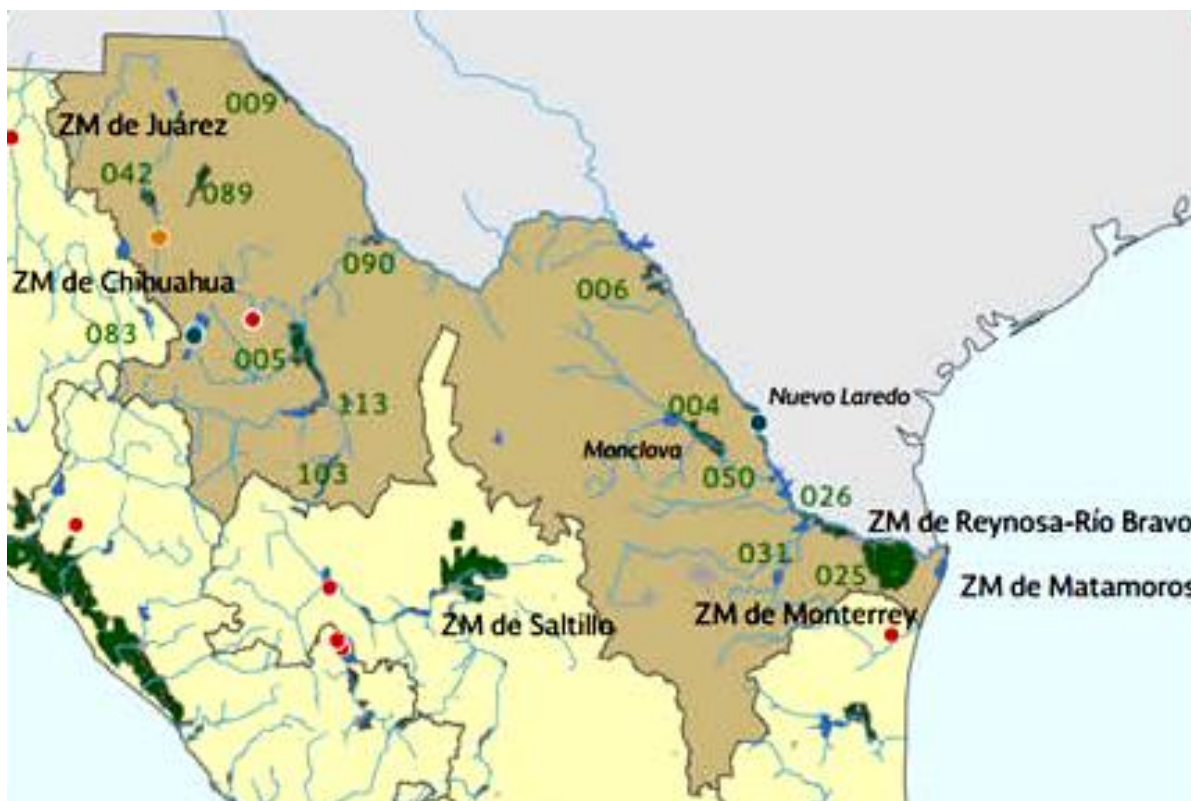 009
ZM de Juárez
042
089
090
ZM de Chihuahua
006
083
005
Nuevo Laredo
113
004
Monclova
103
050
026
ZM de Reynosa-Río Bravo
031
025
ZM de Matamoros
ZM de Monterrey
ZM de Saltillo